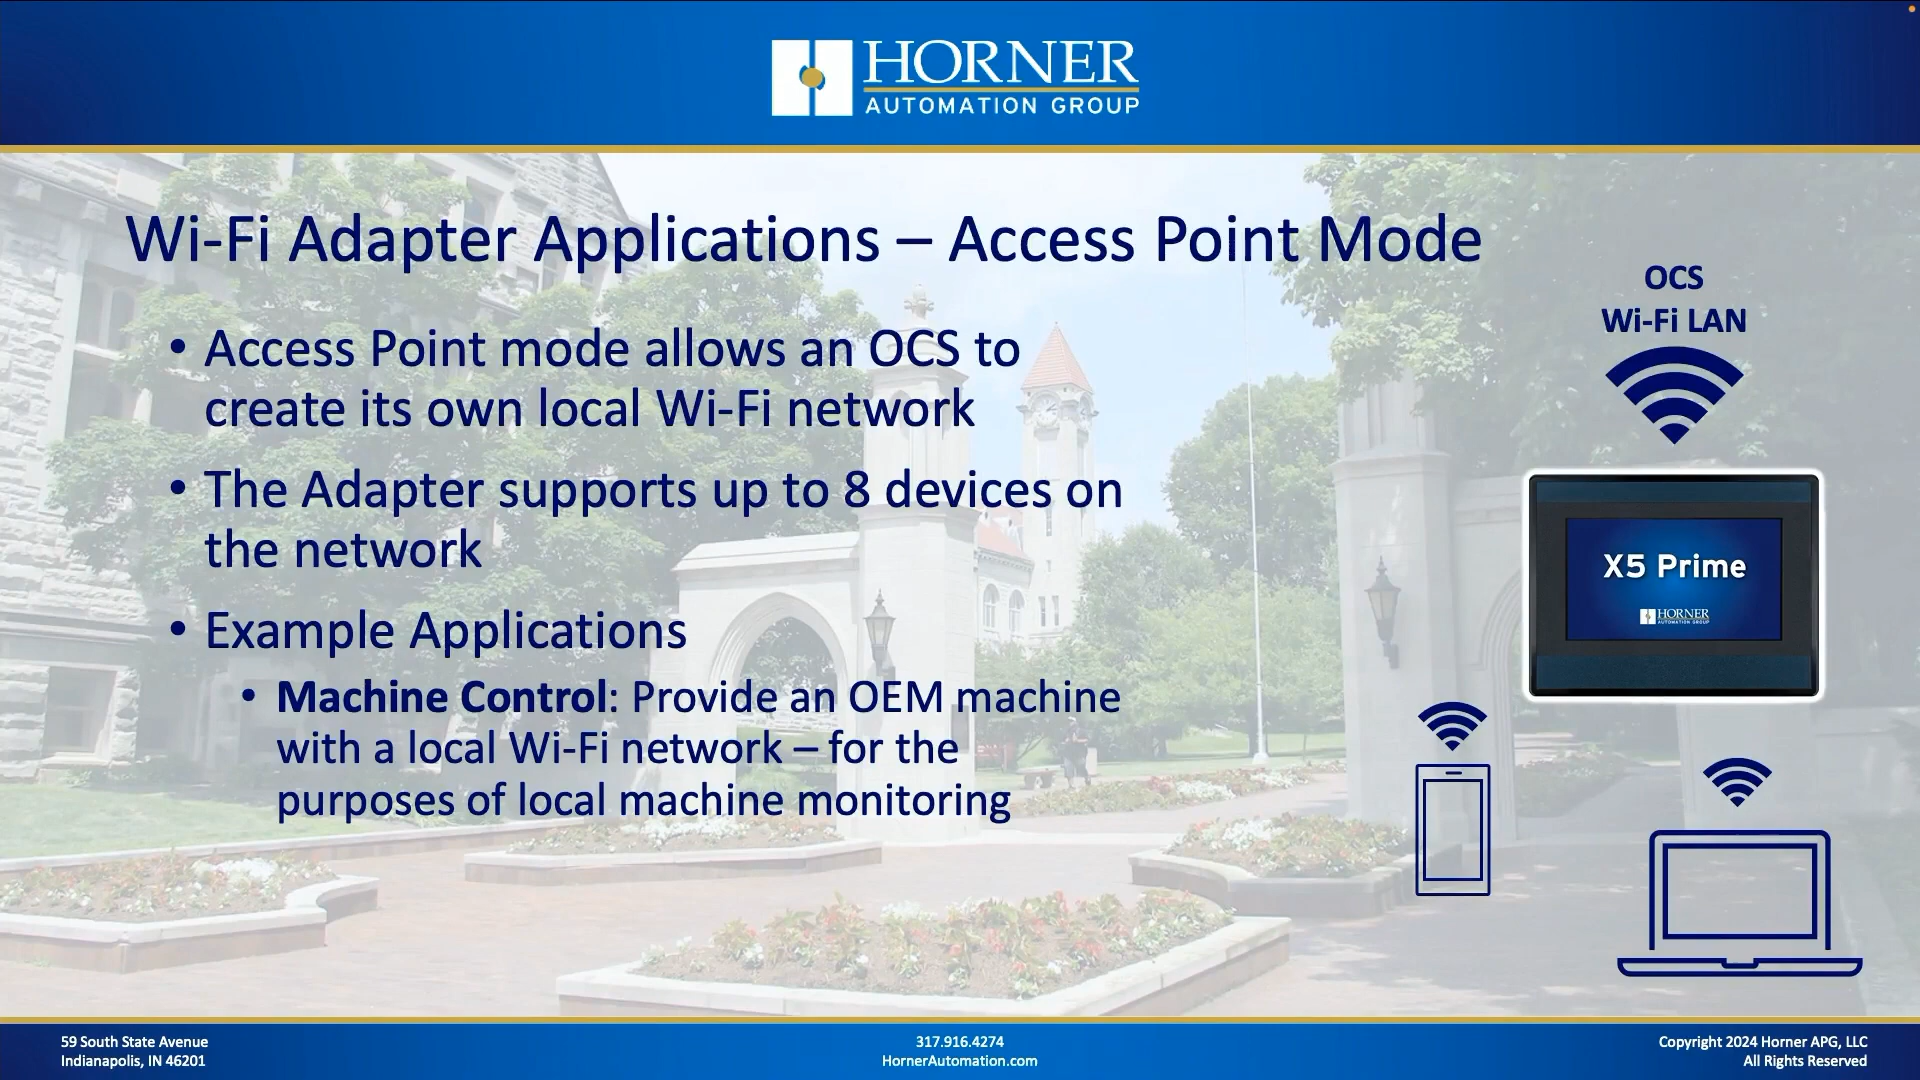 HORNER
AUTOMATION GROUP
Wi-Fi Adapter Applications – Access Point Mode
• Access Point mode allows an OCS to
create its own local Wi-Fi network
• The Adapter supports up to 8 devices on
the network
• Example Applications
• Machine Control: Provide an OEM machine
with a local Wi-Fi network – for the
purposes of local machine monitoring
OCS
Wi-Fi LAN
X5 Prime
HORNER
AUTOMATION GROUP
59 South State Avenue
Indianapolis, IN 46201
317.916.4274
HornerAutomation.com
Copyright 2024 Horner APG, LLC
All Rights Reserved